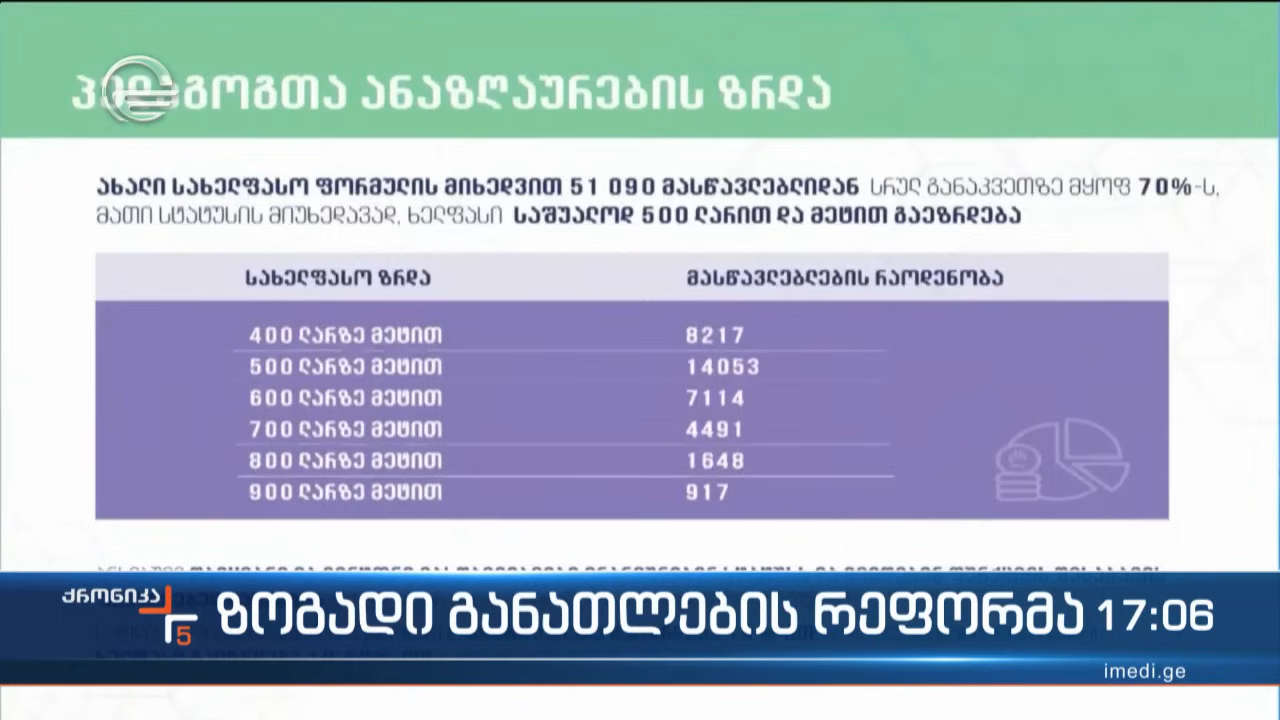 პედაგოგთა ანაზღაურების ზრდა
ახალი სახელფასო ფორმულის მიხედვით 51 090 მასწავლებლიდან სრულ განაკვეთზე მყოფ 70%-ს,
მათი სტატუსის მიუხედავად, ხელფასი საშუალოდ 500 ლარით და მეტით გაეზრდება
სახელფასო ზრდა მასწავლებლების რაოდენობა
400 ლარზე მეტით 8217
500 ლარზე მეტით 14053
600 ლარზე მეტით 7114
700 ლარზე მეტით 4491
800 ლარზე მეტით 1648
900 ლარზე მეტით 917
ქრონიკა 5 ზოგადი განათლების რეფორმა 17:06
imedi.ge